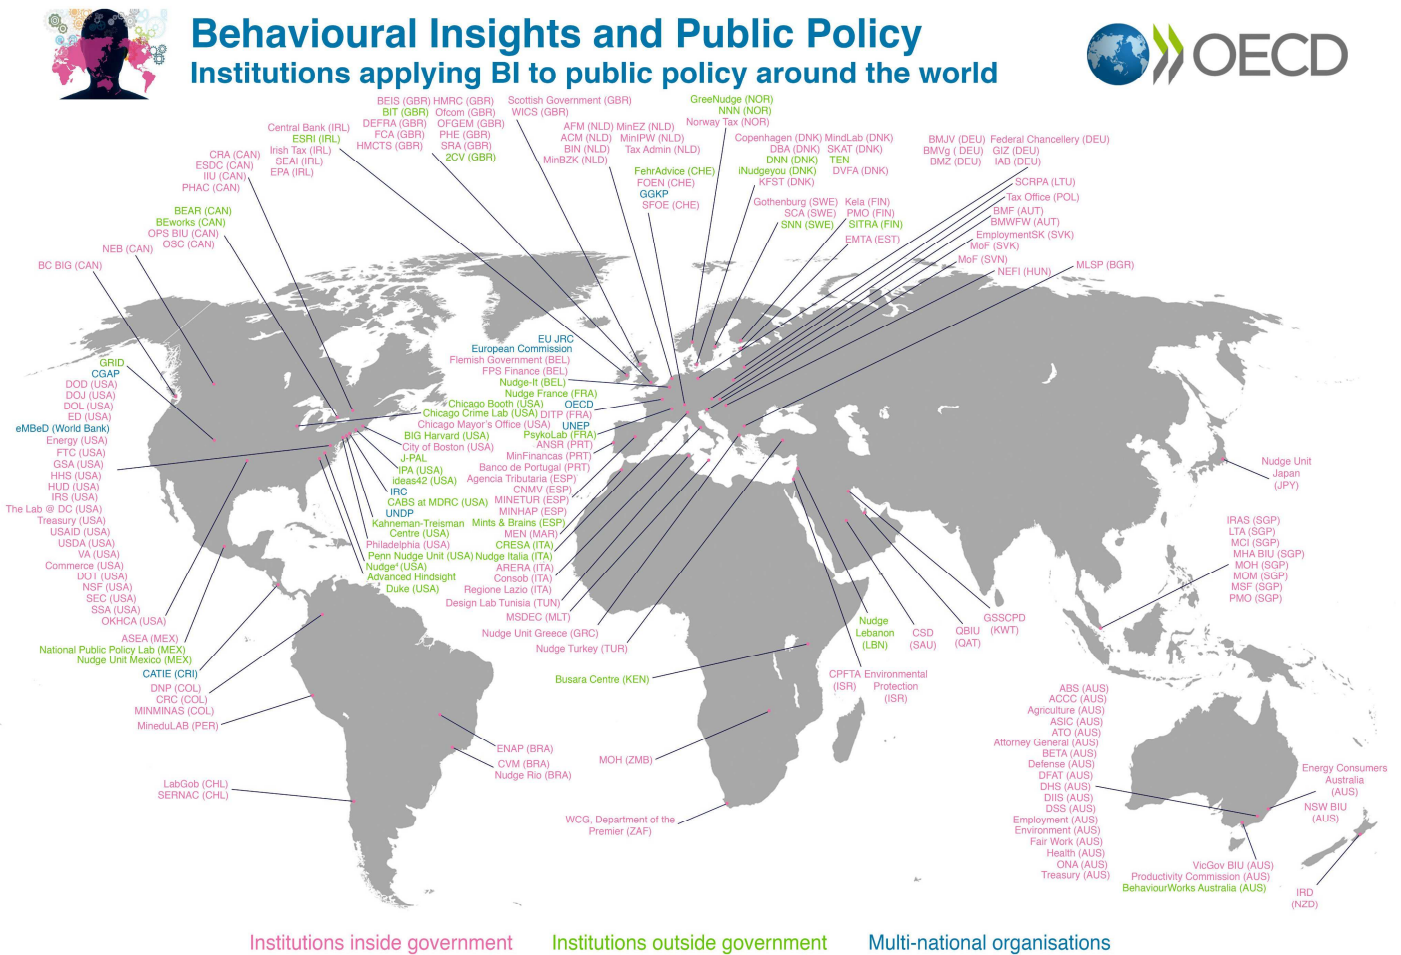 Behavioural Insights and Public Policy
Institutions applying BI to public policy around the world
OECD
BEIS (GBR) HMRC (GBR)
BIT (GBR) Ofcom (GBR)
DEFRA (GBR) OFGEM (GBR)
FCA (GBR) PHE (GBR)
HMCTS (GBR) SRA (GBR)
2CV (GBR)
Scottish Government (GBR)
WICS (GBR)
Central Bank (IRL)
ESRI (IRL)
Irish Tax (IRL)
SEAI (IRL)
EPA (IRL)
CRA (CAN)
ESDC (CAN)
IIU (CAN)
PHAC (CAN)
BEAR (CAN)
BEworks (CAN)
OPS BIU (CAN)
OSC (CAN)
NEB (CAN)
BC BIG (CAN)
AFM (NLD) MinEZ (NLD)
ACM (NLD) MinIPW (NLD)
BIN (NLD) Tax Admin (NLD)
MinBZK (NLD)
GreeNudge (NOR)
NNN (NOR)
Norway Tax (NOR)
FehrAdvice (CHE)
FOEN (CHE)
GGKP
SFOE (CHE)
Copenhagen (DNK) MindLab (DNK)
DBA (DNK) SKAT (DNK)
DNN (DNK) TEN
iNudgeyou (DNK) DVFA (DNK)
KFST (DNK)
Gothenburg (SWE)
SCA (SWE)
SNN (SWE)
Kela (FIN)
PMO (FIN)
SITRA (FIN)
EMTA (EST)
BMJV (DEU) Federal Chancellery (DEU)
BMVg ( DEU) GIZ (DEU)
BMZ (DEU) IAB (DEU)
SCRPA (LTU)
Tax Office (POL)
BMF (AUT)
BMWFW (AUT)
EmploymentSK (SVK)
MoF (SVK)
MoF (SVN)
NEFI (HUN)
MLSP (BGR)
GRID
CGAP
DOD (USA)
DOJ (USA)
DOL (USA)
ED (USA)
eMBeD (World Bank)
Energy (USA)
FTC (USA)
GSA (USA)
HHS (USA)
HUD (USA)
IRS (USA)
The Lab @ DC (USA)
Treasury (USA)
USAID (USA)
USDA (USA)
VA (USA)
Commerce (USA)
DOT (USA)
NSF (USA)
SEC (USA)
SSA (USA)
OKHCA (USA)
ASEA (MEX)
National Public Policy Lab (MEX)
Nudge Unit Mexico (MEX)
CATIE (CRI)
DNP (COL)
CRC (COL)
MINMINAS (COL)
MineduLAB (PER)
LabGob (CHL)
SERNAC (CHL)
ENAP (BRA)
CVM (BRA)
Nudge Rio (BRA)
EU JRC
European Commission
Flemish Government (BEL)
FPS Finance (BEL)
Nudge-It (BEL)
Nudge France (FRA)
OECD
DITP (FRA)
UNEP
PsykoLab (FRA)
ANSR (PRT)
MinFinancas (PRT)
Banco de Portugal (PRT)
Agencia Tributaria (ESP)
CNMV (ESP)
MINETUR (ESP)
MINHAP (ESP)
Mints & Brains (ESP)
MEN (MAR)
CRESA (ITA)
Nudge Italia (ITA)
ARERA (ITA)
Consob (ITA)
Regione Lazio (ITA)
Design Lab Tunisia (TUN)
MSDEC (MLT)
Nudge Unit Greece (GRC)
Nudge Turkey (TUR)
Chicago Booth (USA)
Chicago Crime Lab (USA)
Chicago Mayor's Office (USA)
BIG Harvard (USA)
City of Boston (USA)
J-PAL
IPA (USA)
ideas42 (USA)
IRC
CABS at MDRC (USA)
UNDP
Kahneman-Treisman
Centre (USA)
Philadelphia (USA)
Penn Nudge Unit (USA)
Nudge⁴ (USA)
Advanced Hindsight
Duke (USA)
Busara Centre (KEN)
MOH (ZMB)
WCG, Department of the
Premier (ZAF)
Nudge
Lebanon
(LBN)
CSD
(SAU)
QBIU
(QAT)
GSSCPD
(KWT)
CPFTA
(ISR)
Environmental
Protection
(ISR)
Nudge Unit
Japan
(JPY)
IRAS (SGP)
LTA (SGP)
MCI (SGP)
MHA BIU (SGP)
MOH (SGP)
MOM (SGP)
MSF (SGP)
PMO (SGP)
ABS (AUS)
ACCC (AUS)
Agriculture (AUS)
ASIC (AUS)
ATO (AUS)
Attorney General (AUS)
BETA (AUS)
Defense (AUS)
DFAT (AUS)
DHS (AUS)
DIIS (AUS)
DSS (AUS)
Employment (AUS)
Environment (AUS)
Fair Work (AUS)
Health (AUS)
ONA (AUS)
Treasury (AUS)
Energy Consumers
Australia
(AUS)
NSW BIU
(AUS)
VicGov BIU (AUS)
Productivity Commission (AUS)
BehaviourWorks Australia (AUS)
IRD
(NZD)
Institutions inside government
Institutions outside government
Multi-national organisations